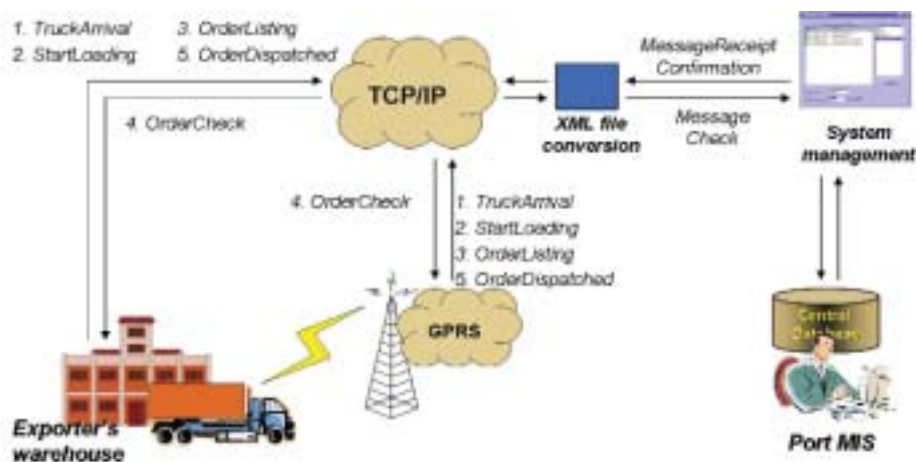 1. TruckArrival
3. OrderListing
2. StartLoading
5. OrderDispatched
TCP/IP
MessageReceipt
Confirmation
4. OrderCheck
XML file
conversion
Message
Check
System
management
4. OrderCheck
1. TruckArrival
2. StartLoading
3. OrderListing
5. OrderDispatched
GPRS
Central
Database
Exporter's
warehouse
Port MIS